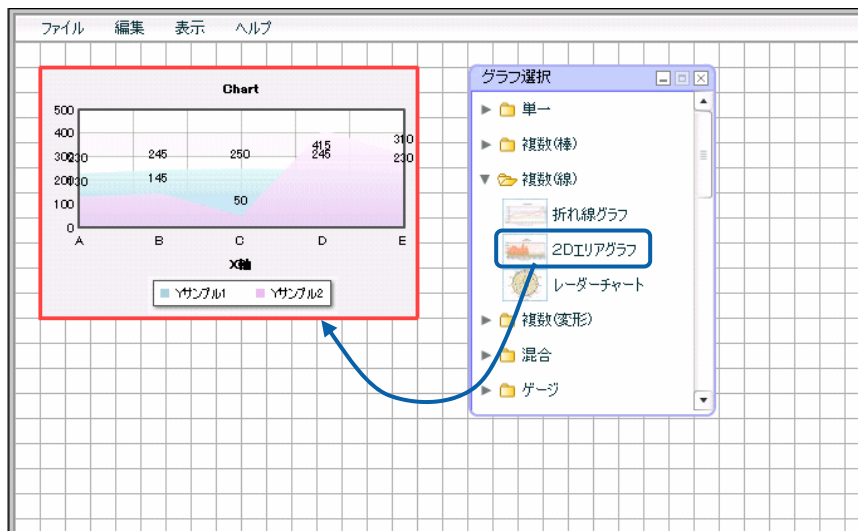 ファイル 編集 表示 ヘルプ
Chart
500
400
300
200
100
0
230
245
250
245
230
130
145
50
415
310
A B C D E
X軸
Yサンプル1 Yサンプル2
グラフ選択
単一
複数(棒)
複数(線)
折れ線グラフ
2Dエリアグラフ
レーダーチャート
複数(変形)
混合
ゲージ